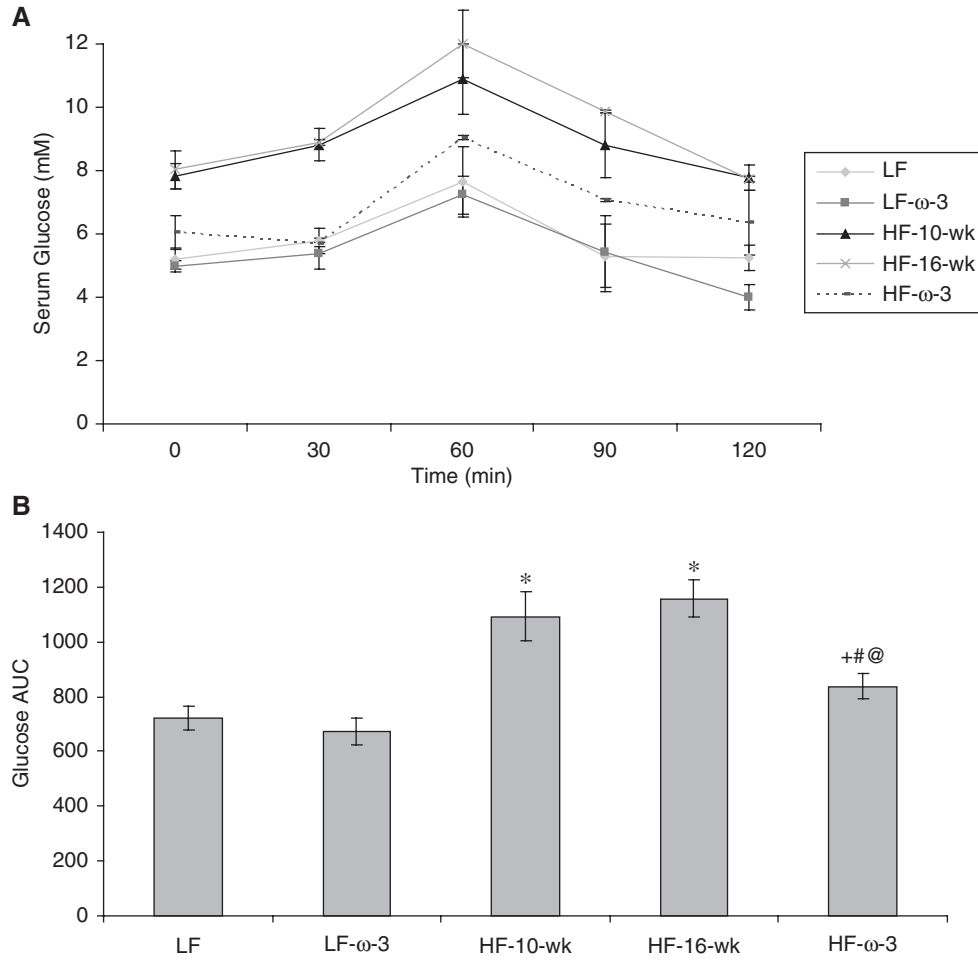 A
12
10
8
6
4
2
0
Serum Glucose (mM)
0 30 60 90 120
Time (min)
LF
LF-ω-3
HF-10-wk
HF-16-wk
HF-ω-3
B
1400
1200
1000
800
600
400
200
0
Glucose AUC
* * +#@
LF LF-ω-3 HF-10-wk HF-16-wk HF-ω-3